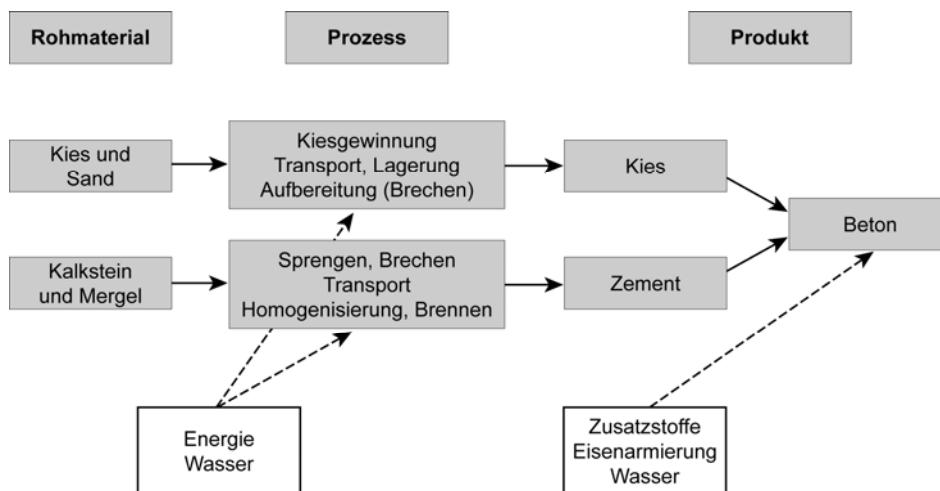 Rohmaterial
Prozess
Produkt
Kies und
Sand
Kiesgewinnung
Transport, Lagerung
Aufbereitung (Brechen)
Kies
Beton
Kalkstein
und Mergel
Sprengen, Brechen
Transport
Homogenisierung, Brennen
Zement
Energie
Wasser
Zusatzstoffe
Eisenarmierung
Wasser